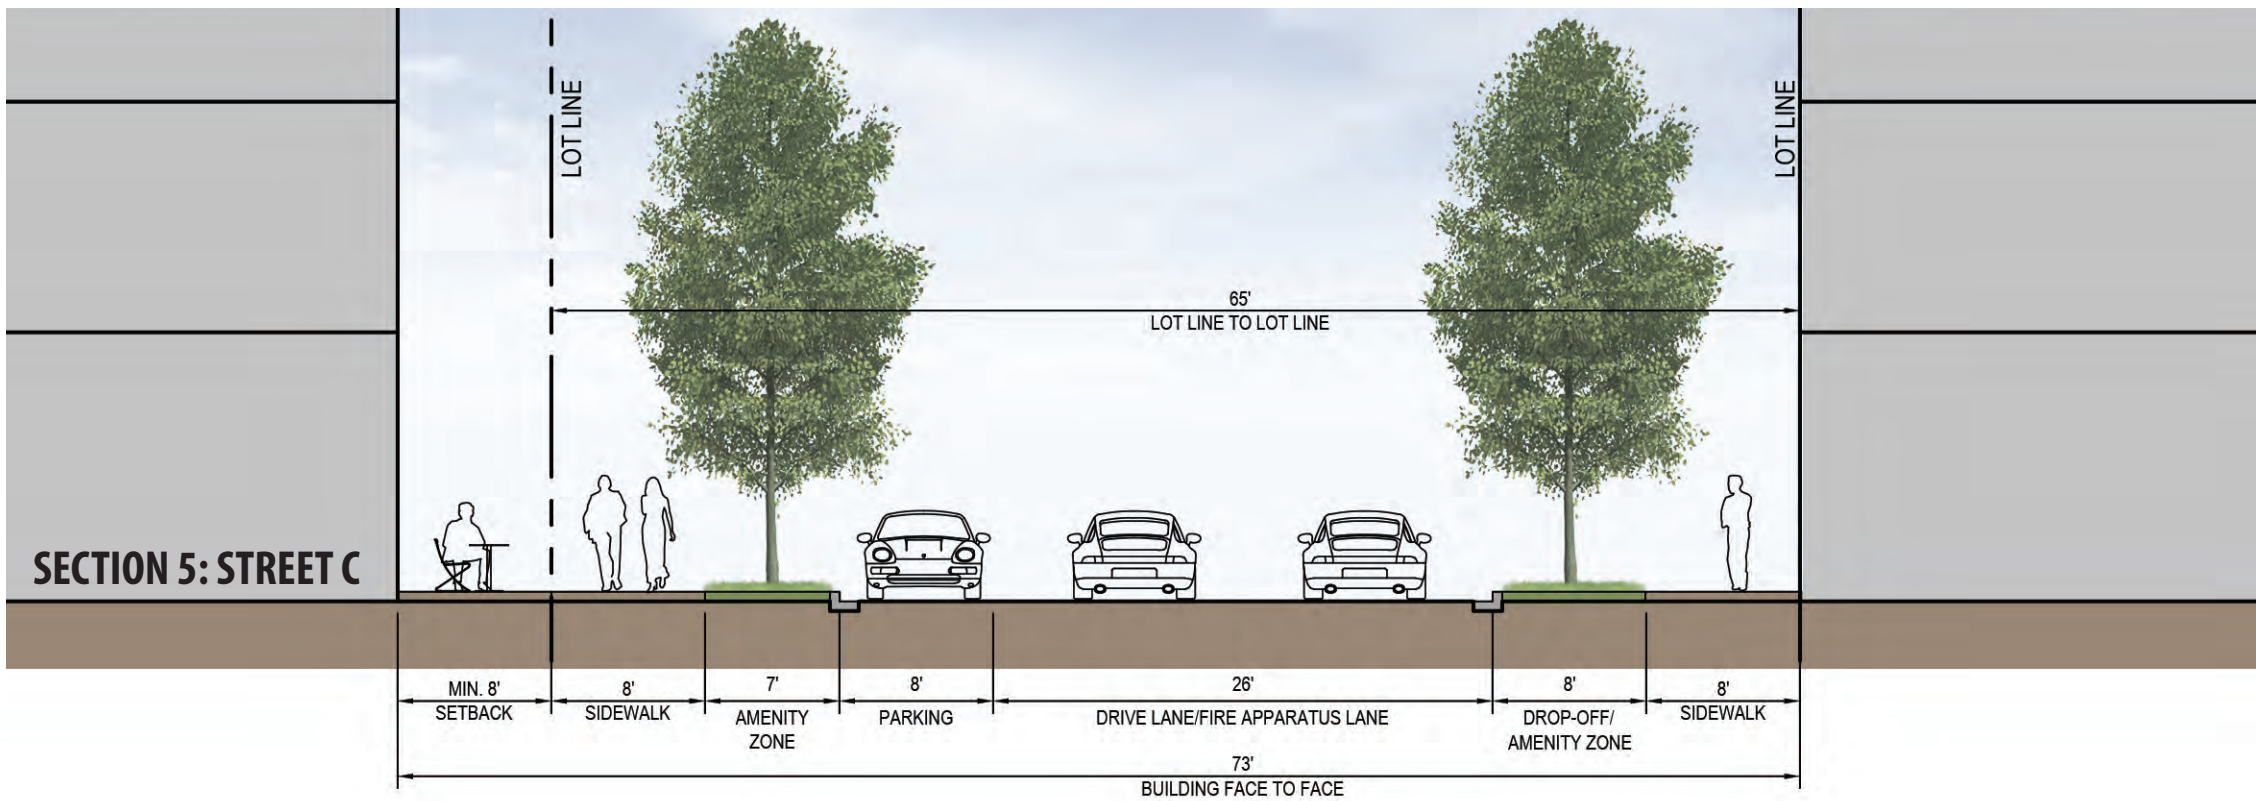 LOT LINE
LOT LINE
65'
LOT LINE TO LOT LINE
SECTION 5: STREET C
MIN. 8'
SETBACK
8'
SIDEWALK
7'
AMENITY
ZONE
8'
PARKING
26'
DRIVE LANE/FIRE APPARATUS LANE
8'
DROP-OFF/
AMENITY ZONE
8'
SIDEWALK
73'
BUILDING FACE TO FACE